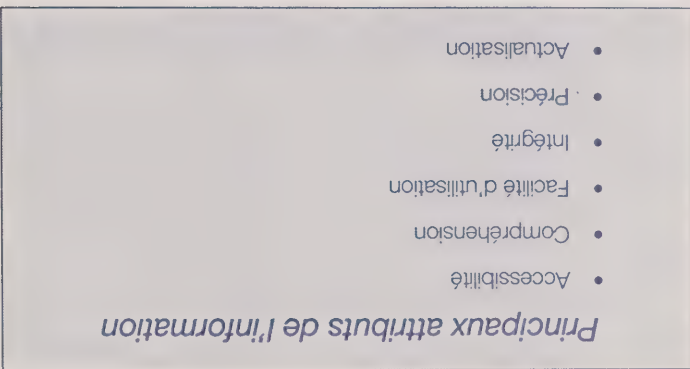 Principaux attributs de l'information
• Accessibilité
• Compréhension
• Facilité d'utilisation
• Intégrité
• Précision
• Actualisation